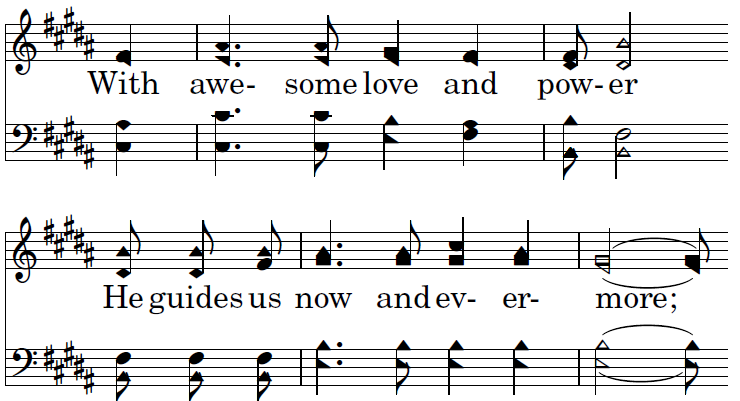 With awe- some love and pow- er
He guides us now and ev- er- more;